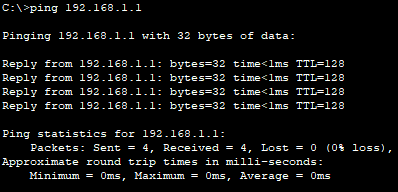 C:\>ping 192.168.1.1
Pinging 192.168.1.1 with 32 bytes of data:
Reply from 192.168.1.1: bytes=32 time<1ms TTL=128
Reply from 192.168.1.1: bytes=32 time<1ms TTL=128
Reply from 192.168.1.1: bytes=32 time<1ms TTL=128
Reply from 192.168.1.1: bytes=32 time<1ms TTL=128
Ping statistics for 192.168.1.1:
    Packets: Sent = 4, Received = 4, Lost = 0 (0% loss),
Approximate round trip times in milli-seconds:
    Minimum = 0ms, Maximum = 0ms, Average = 0ms